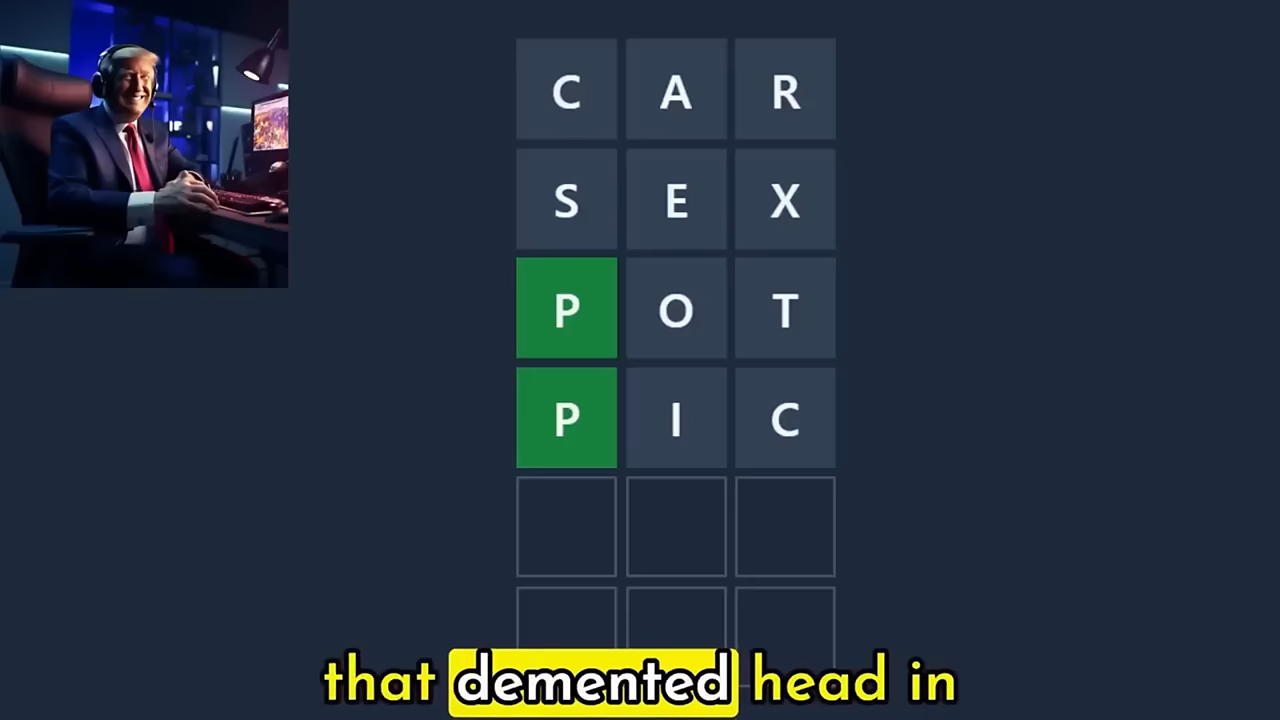 C A R
S E X
P O T
P I C
that demented head in